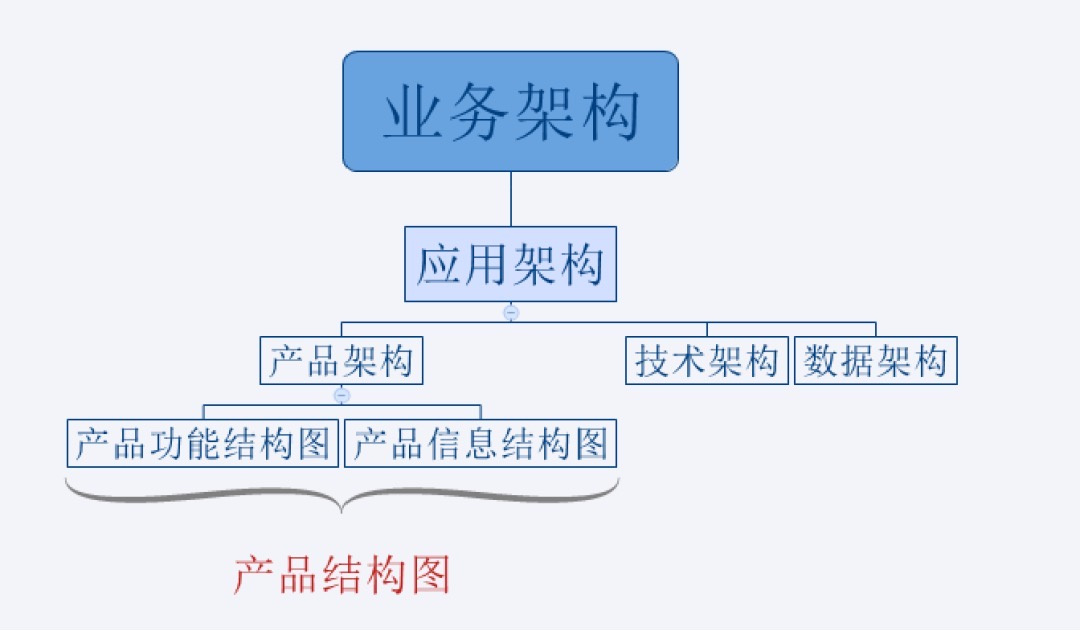 业务架构
应用架构
产品架构 技术架构 数据架构
产品功能结构图 产品信息结构图
产品结构图